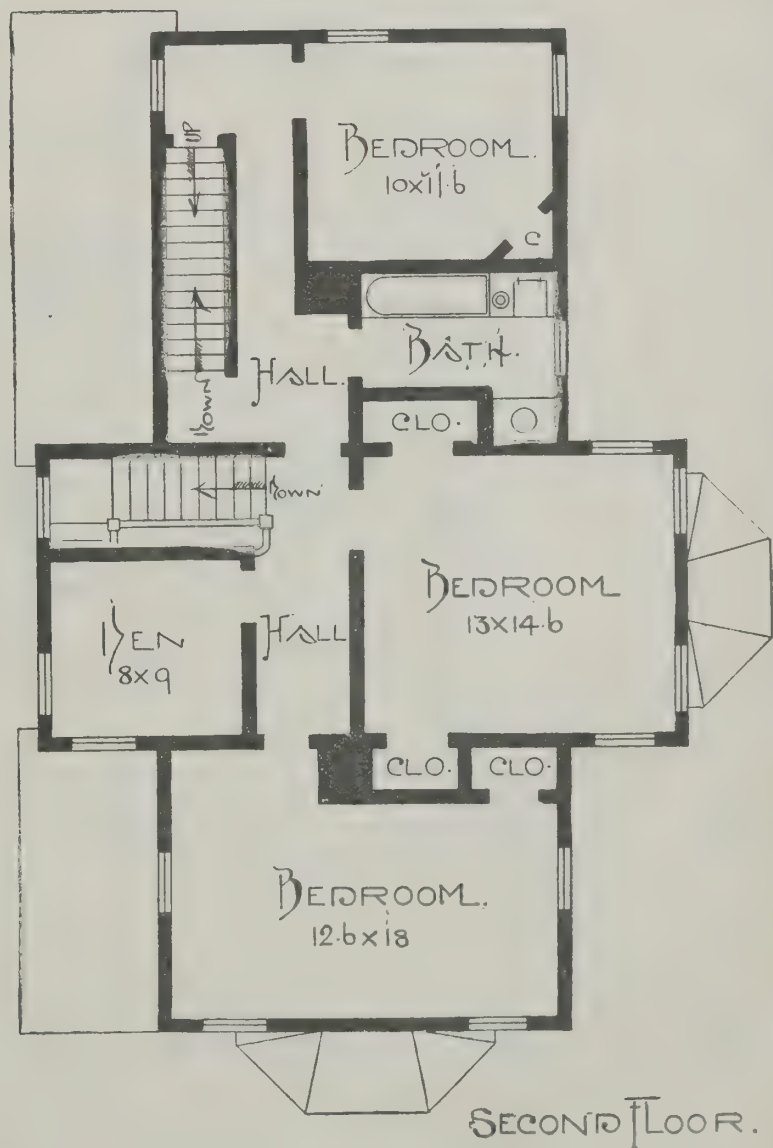 UP
BEDROOM.
10x11.6
C
BATH.
HALL.
DOWN
CLO.
DOWN
BEDROOM
13x14.6
DEN
8x9
HALL
CLO.
CLO.
BEDROOM.
12.6x18
SECOND FLOOR.